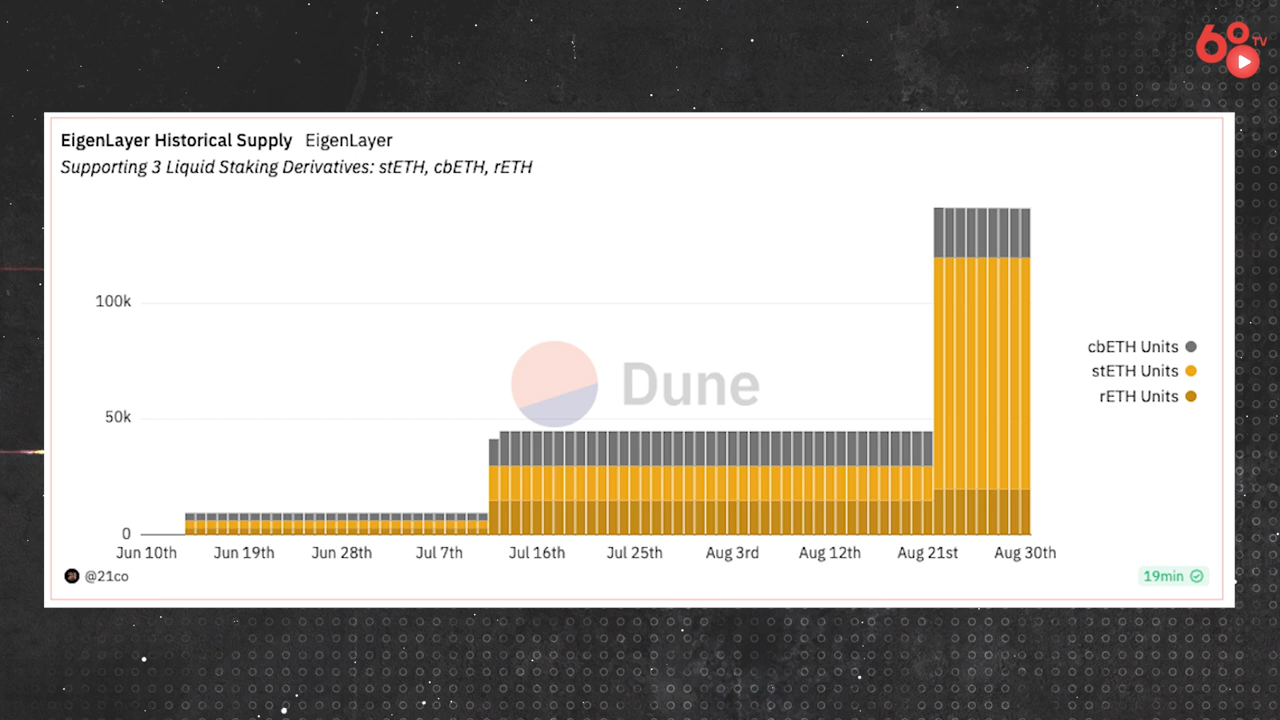 60 TV
EigenLayer Historical Supply EigenLayer
Supporting 3 Liquid Staking Derivatives: stETH, cbETH, rETH
100k
50k
0
Dune
cbETH Units
stETH Units
rETH Units
Jun 10th Jun 19th Jun 28th Jul 7th Jul 16th Jul 25th Aug 3rd Aug 12th Aug 21st Aug 30th
@21co
19min